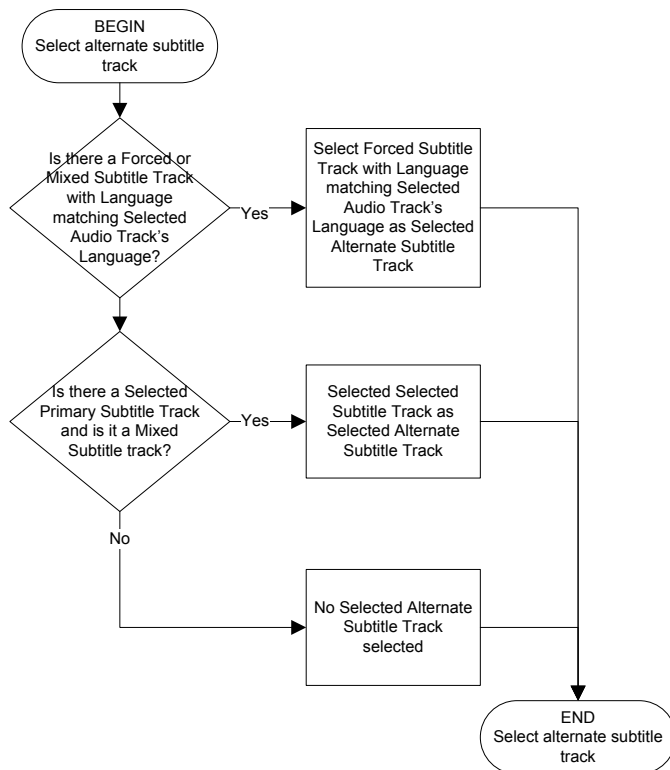 BEGIN
Select alternate subtitle
track
Is there a Forced or
Mixed Subtitle Track
with Language
matching Selected
Audio Track's
Language?
Yes
Select Forced Subtitle
Track with Language
matching Selected
Audio Track's
Language as Selected
Alternate Subtitle
Track
Is there a Selected
Primary Subtitle Track
and is it a Mixed
Subtitle track?
Yes
Selected Selected
Subtitle Track as
Selected Alternate
Subtitle Track
No
No Selected Alternate
Subtitle Track
selected
END
Select alternate subtitle
track